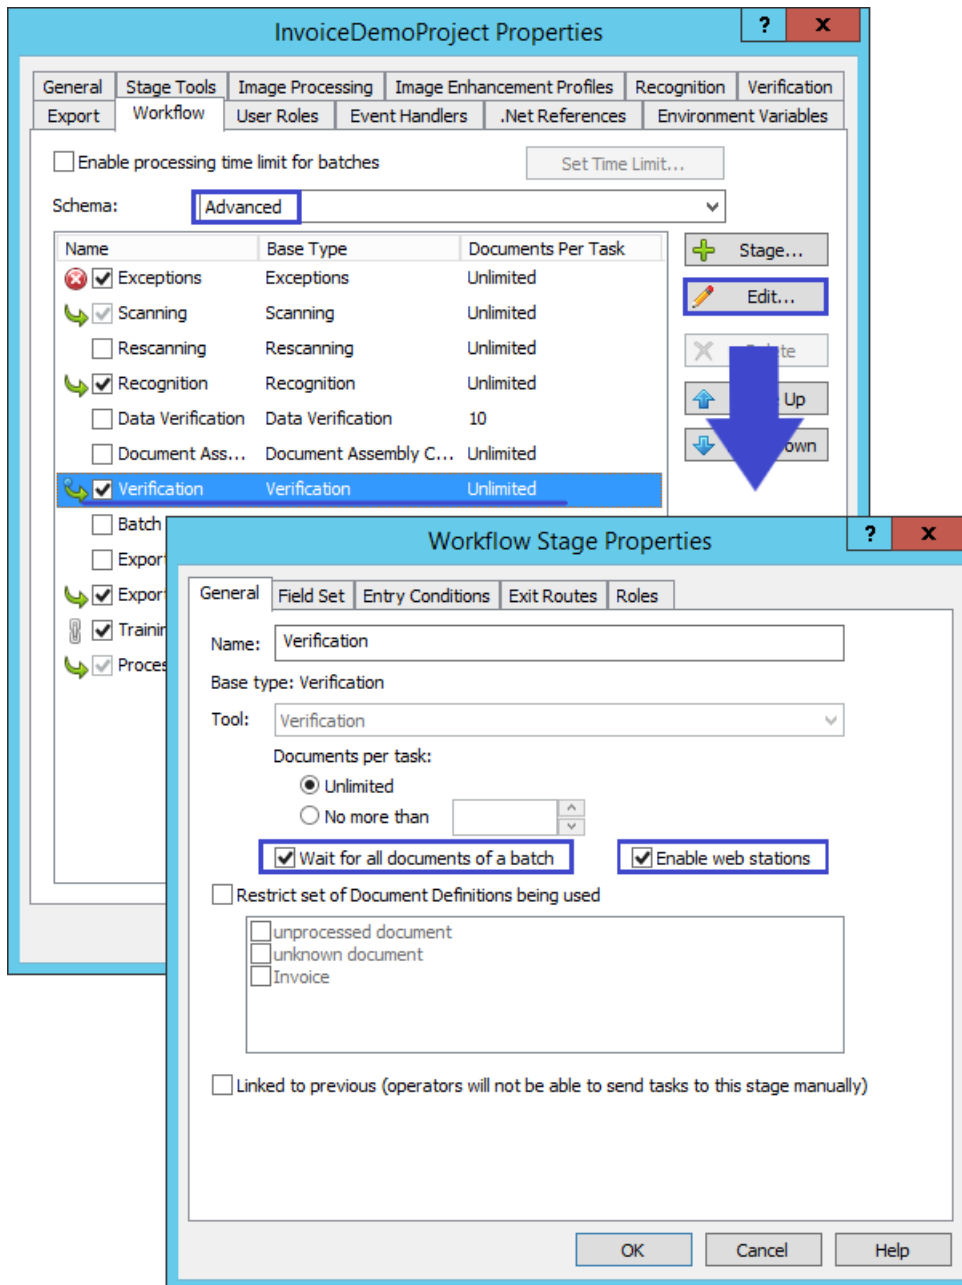 InvoiceDemoProject Properties
?
x
General Stage Tools Image Processing Image Enhancement Profiles Recognition Verification
Export Workflow User Roles Event Handlers .Net References Environment Variables
Enable processing time limit for batches
Set Time Limit...
Schema: Advanced
Name Base Type Documents Per Task
Exceptions Exceptions Unlimited
Scanning Scanning Unlimited
Rescanning Rescanning Unlimited
Recognition Recognition Unlimited
Data Verification Data Verification 10
Document Ass... Document Assembly C... Unlimited
Verification Verification Unlimited
Batch
Expor
Expor
Trainin
Proces
Stage...
Edit...
Up
Workflow Stage Properties
?
x
General Field Set Entry Conditions Exit Routes Roles
Name: Verification
Base type: Verification
Tool: Verification
Documents per task:
Unlimited
No more than
Wait for all documents of a batch Enable web stations
Restrict set of Document Definitions being used
unprocessed document
unknown document
Invoice
Linked to previous (operators will not be able to send tasks to this stage manually)
OK Cancel Help